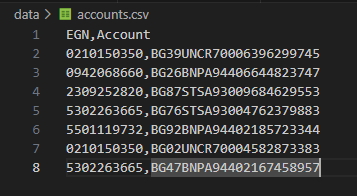 data > accounts.csv
1 EGN,Account
2 0210150350,BG39UNCR70006396299745
3 0942068660,BG26BNPA94406644823747
4 2309252820,BG87STSA93009684629553
5 5302263665,BG76STSA93004762379883
6 5501119732,BG92BNPA94402185723344
7 0210150350,BG70UNCR70004582873383
8 5302263665,BG47BNPA94402167458957